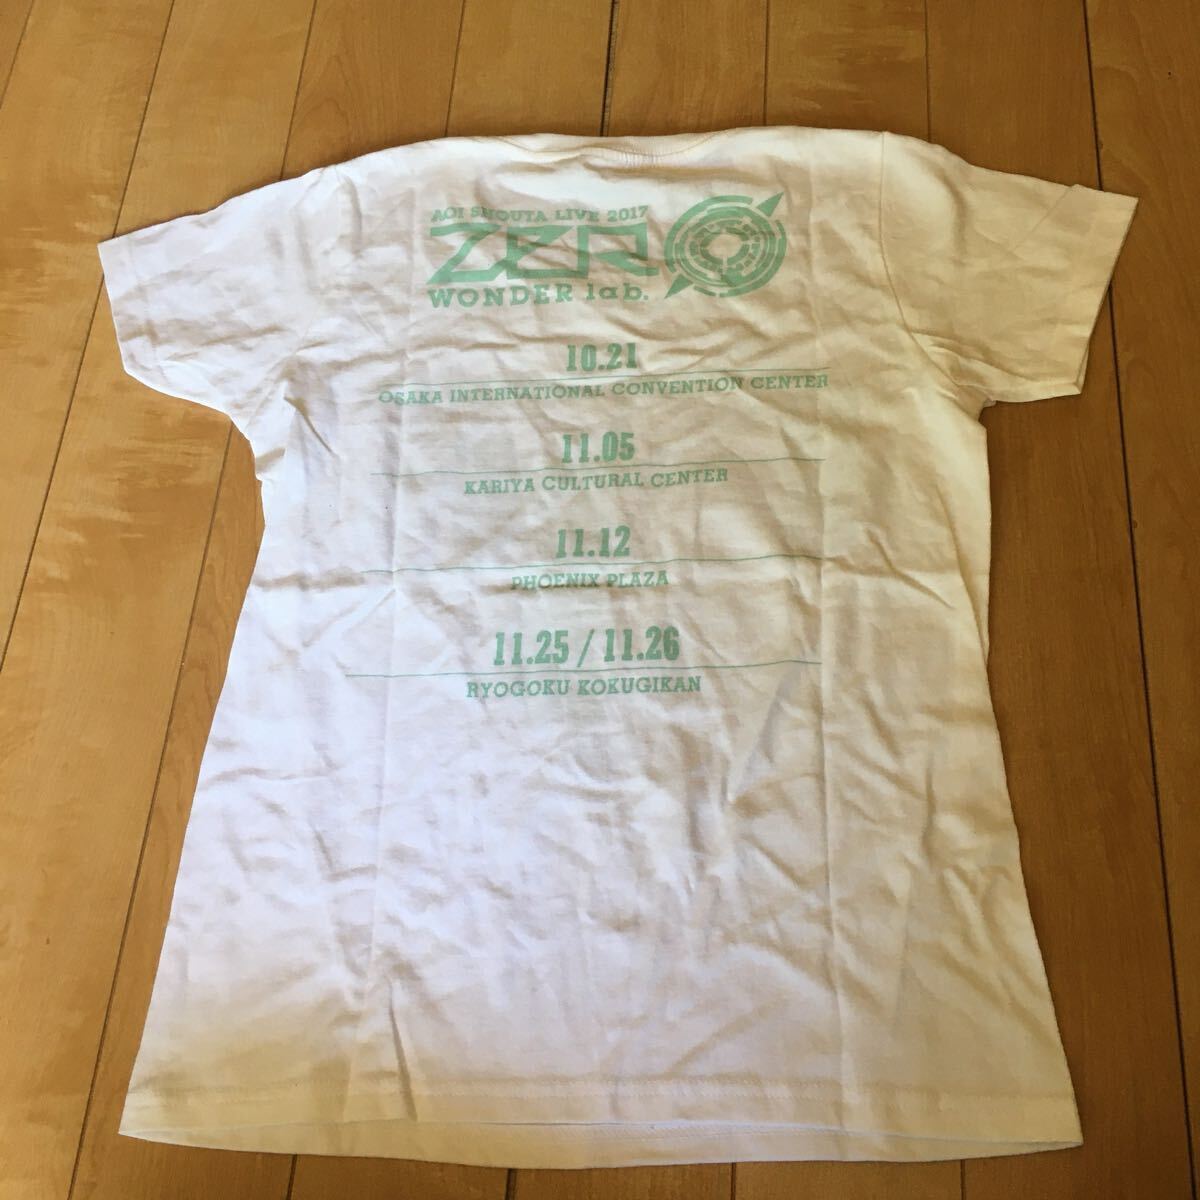 AOI SHOUTA LIVE 2017
ZERO
WONDER lab.
10.21
OSAKA INTERNATIONAL CONVENTION CENTER
11.05
KARIYA CULTURAL CENTER
11.12
PHOENIX PLAZA
11.25 / 11.26
RYOGOKU KOKUGIKAN